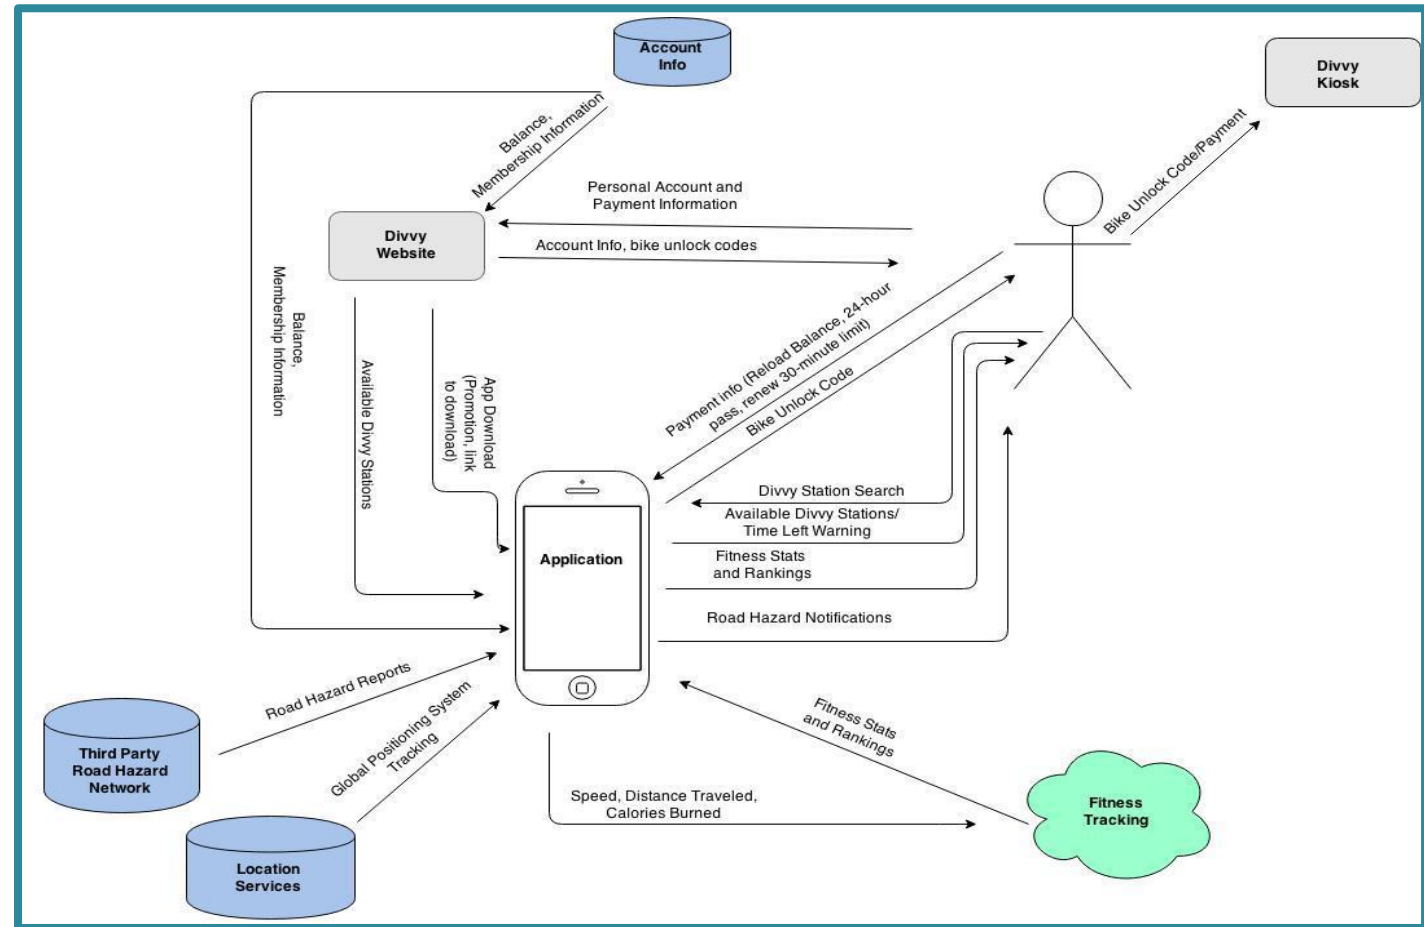 Account
Info
Divvy
Kiosk
Balance,
Membership Information
Bike Unlock Code/Payment
Personal Account and
Payment Information
Divvy
Website
Account Info, bike unlock codes
Balance,
Membership Information
Available Divvy Stations
App Download
(Promotion, link
to download)
Payment info (Reload Balance, 24-hour
pass, renew 30-minute limit)
Bike Unlock Code
Divvy Station Search
Available Divvy Stations/
Time Left Warning
Application
Fitness Stats
and Rankings
Road Hazard Notifications
Road Hazard Reports
Global Positioning System
Tracking
Third Party
Road Hazard
Network
Fitness Stats
and Rankings
Speed, Distance Traveled,
Calories Burned
Fitness
Tracking
Location
Services